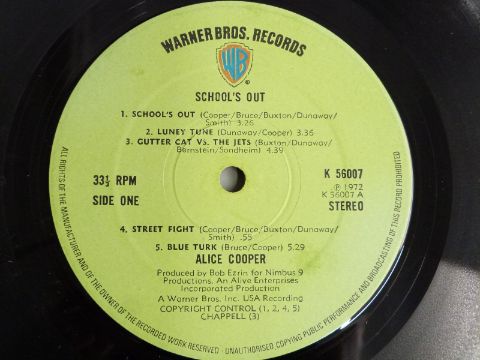 WARNER BROS. RECORDS
WB
SCHOOL'S OUT
1. SCHOOL'S OUT (Cooper/Bruce/Buxton/Dunaway/
Smith) 3.26
2. LUNEY TUNE (Dunaway/Cooper) 3.35
3. GUTTER CAT Vs. THE JETS (Buxton/Dunaway/
Bernstein/Sondheim) 4.39
33⅓ RPM
K 56007
SIDE ONE
℗ 1972
K 56007 A
STEREO
4. STREET FIGHT (Cooper/Bruce/Buxton/Dunaway/
Smith) .55
5. BLUE TURK (Bruce/Cooper) 5.29
ALICE COOPER
Produced by Bob Ezrin for Nimbus 9
Productions. An Alive Enterprises
Incorporated Production
A Warner Bros. Inc. USA Recording
COPYRIGHT CONTROL (1, 2, 4, 5)
CHAPPELL (3)
ALL RIGHTS OF THE MANUFACTURER AND OF THE OWNER OF THE RECORDED WORK RESERVED - UNAUTHORISED COPYING PUBLIC PERFORMANCE AND BROADCASTING OF THIS RECORD PROHIBITED